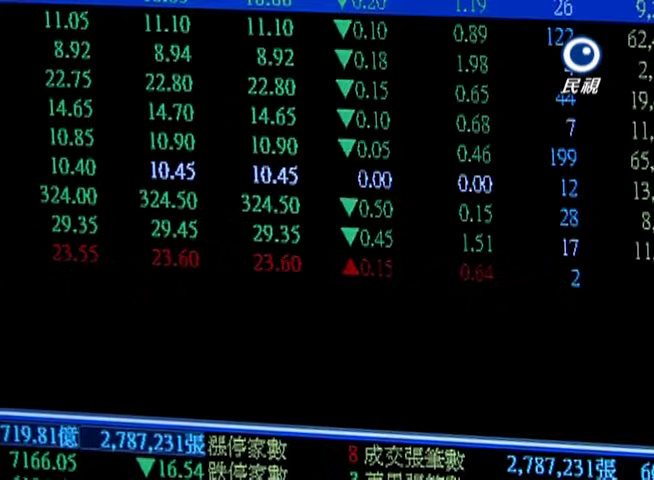 ▼0.20 1.19 26
11.05 11.10 11.10 ▼0.10 0.89 122
8.92 8.94 8.92 ▼0.18 1.98
22.75 22.80 22.80 ▼0.15 0.65 44
14.65 14.70 14.65 ▼0.10 0.68 7
10.85 10.90 10.90 ▼0.05 0.46 199
10.40 10.45 10.45 0.00 0.00 12
324.00 324.50 324.50 ▼0.50 0.15 28
29.35 29.45 29.35 ▼0.45 1.51 17
23.55 23.60 23.60 ▲0.15 0.64 2
民視
719.81億 2,787,231張 漲停家數 8 成交張筆數 2,787,231張
7166.05 ▼16.54 跌停家數